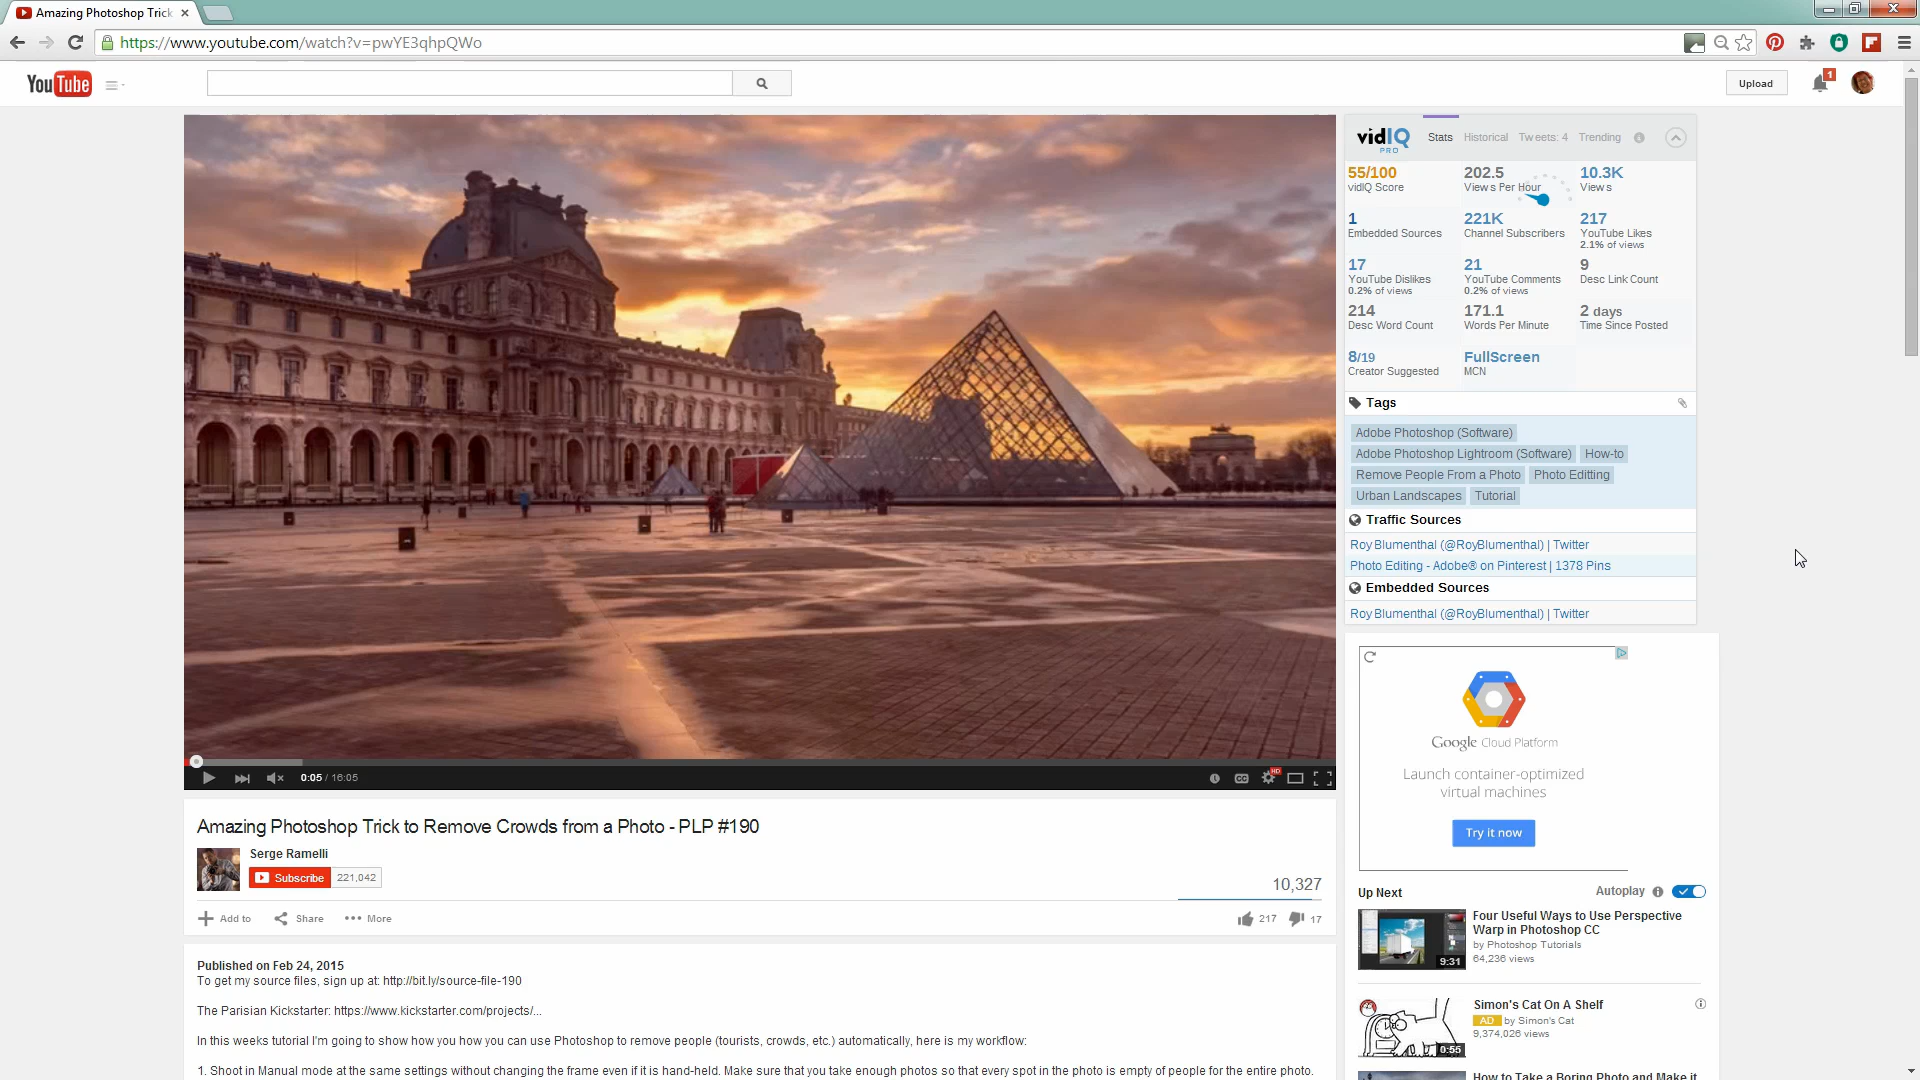 Amazing Photoshop Trick
https://www.youtube.com/watch?v=pwYE3qhpQWo
YouTube
Upload
1
vidIQ PRO Stats Historical Tweets: 4 Trending
55/100 202.5 10.3K
vidIQ Score Views Per Hour Views
1 221K 217
Embedded Sources Channel Subscribers YouTube Likes
2.1% of views
17 21 9
YouTube Dislikes YouTube Comments Desc Link Count
0.2% of views 0.2% of views
214 171.1 2 days
Desc Word Count Words Per Minute Time Since Posted
8/19 FullScreen
Creator Suggested MCN
Tags
Adobe Photoshop (Software)
Adobe Photoshop Lightroom (Software) How-to
Remove People From a Photo Photo Editting
Urban Landscapes Tutorial
Traffic Sources
Roy Blumenthal (@RoyBlumenthal) | Twitter
Photo Editing - Adobe® on Pinterest | 1378 Pins
Embedded Sources
Roy Blumenthal (@RoyBlumenthal) | Twitter
0:05 / 16:05
CC
HD
Amazing Photoshop Trick to Remove Crowds from a Photo - PLP #190
Serge Ramelli
Subscribe 221,042
10,327
Add to Share More
217 17
Published on Feb 24, 2015
To get my source files, sign up at: http://bit.ly/source-file-190
The Parisian Kickstarter: https://www.kickstarter.com/projects/...
In this weeks tutorial I'm going to show how you how you can use Photoshop to remove people (tourists, crowds, etc.) automatically, here is my workflow:
1. Shoot in Manual mode at the same settings without changing the frame even if it is hand-held. Make sure that you take enough photos so that every spot in the photo is empty of people for the entire photo.
Google Cloud Platform
Launch container-optimized
virtual machines
Try it now
Up Next Autoplay
Four Useful Ways to Use Perspective
Warp in Photoshop CC
by Photoshop Tutorials
64,236 views
9:31
Simon's Cat On A Shelf
AD by Simon's Cat
9,374,026 views
0:55
How to Take a Boring Photo and Make it